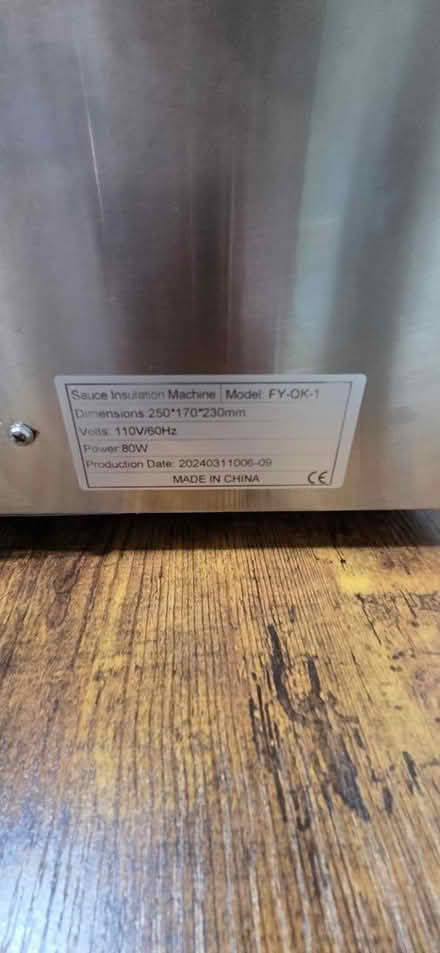 Sauce Insulation Machine Model: FY-QK-1
Dimensions:250*170*230mm
Volts: 110V/60Hz
Power:80W
Production Date: 20240311006-09
MADE IN CHINA CE